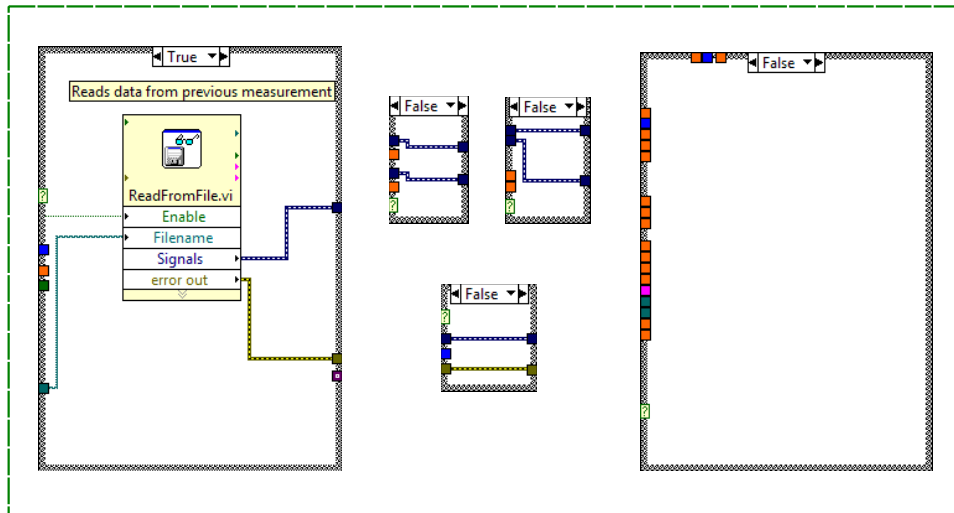 True
Reads data from previous measurement
ReadFromFile.vi
Enable
Filename
Signals
error out
?
False
?
False
?
False
?
False
?